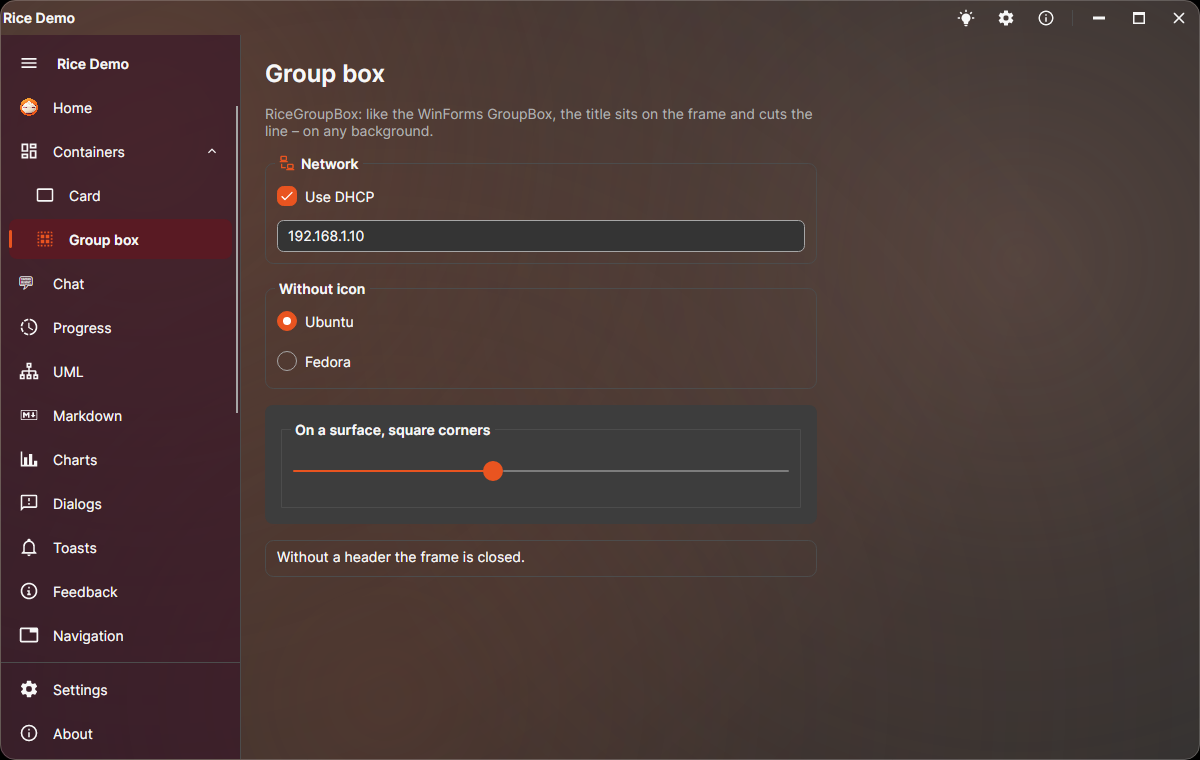 Rice Demo
Rice Demo
Home
Containers
Card
Group box
Chat
Progress
UML
Markdown
Charts
Dialogs
Toasts
Feedback
Navigation
Settings
About
Group box
RiceGroupBox: like the WinForms GroupBox, the title sits on the frame and cuts the
line – on any background.
Network
Use DHCP
192.168.1.10
Without icon
Ubuntu
Fedora
On a surface, square corners
Without a header the frame is closed.